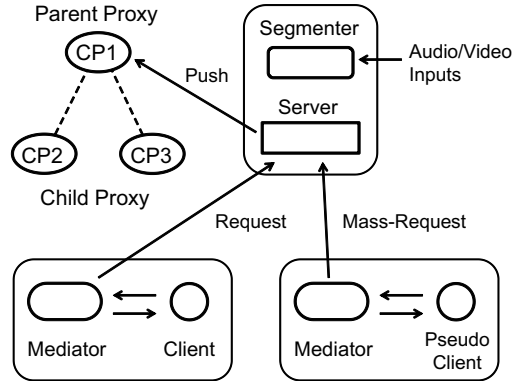 Parent Proxy
CP1
CP2
CP3
Child Proxy
Push
Segmenter
Audio/Video
Inputs
Server
Request
Mass-Request
Mediator
Client
Mediator
Pseudo
Client